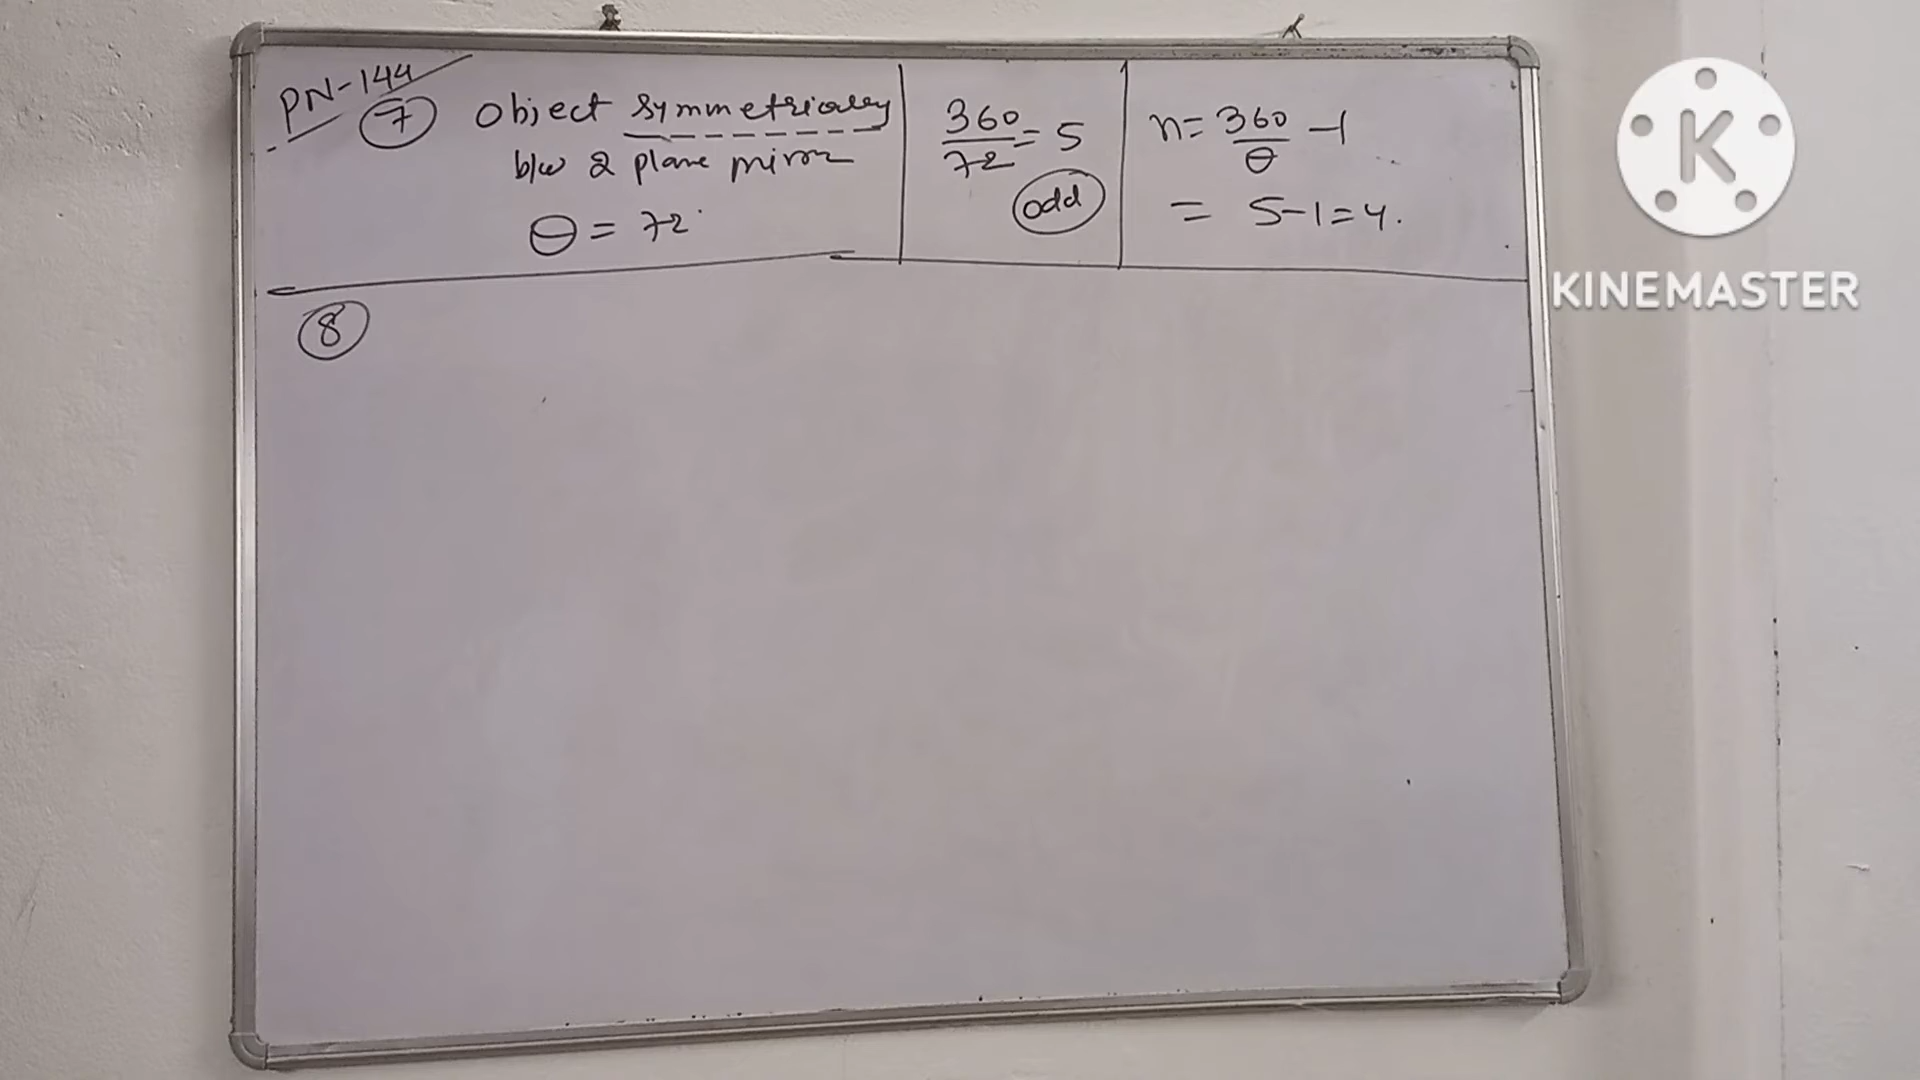 PN-144
7 Object symmetrically
b/w 2 plane mirror
θ = 72°
360/72 = 5
odd
n = 360/θ - 1
= 5-1=4.
8
K
KINEMASTER